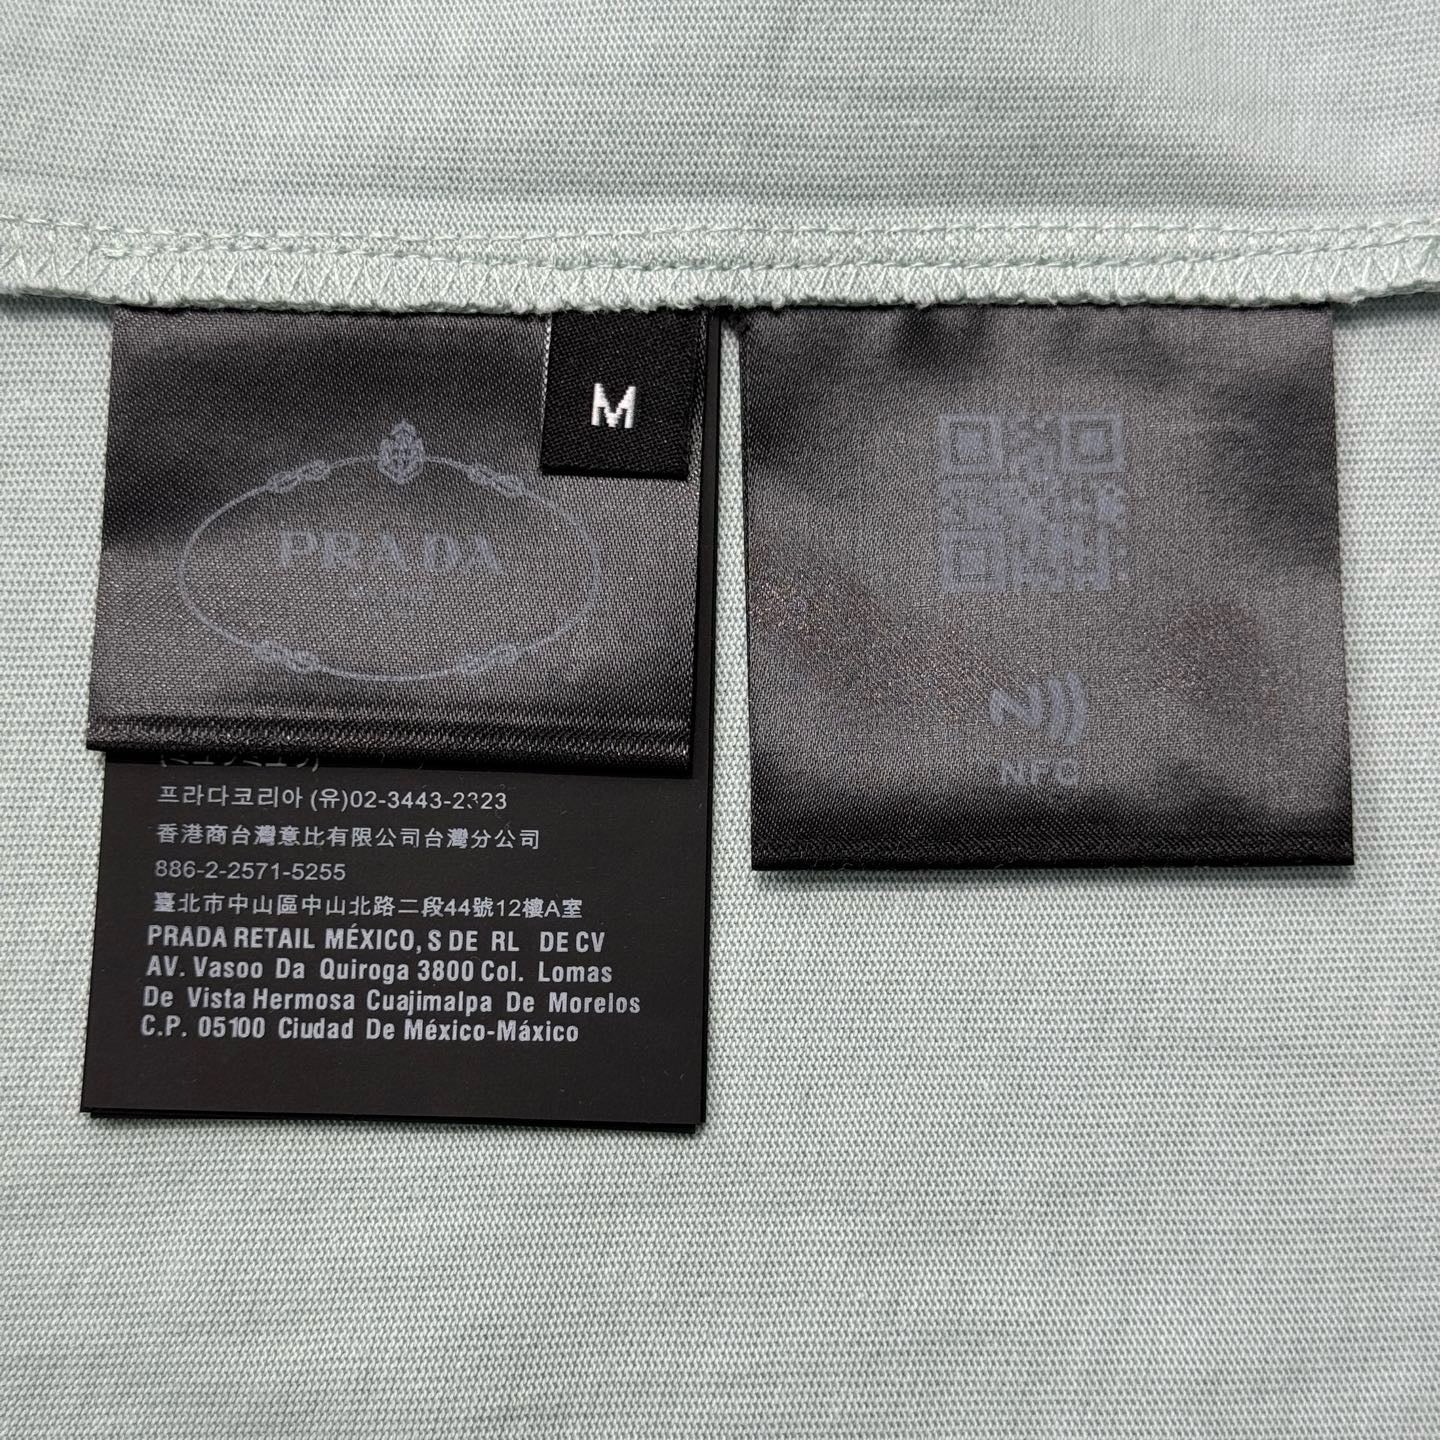 M
PRADA
NFC
프라다코리아 (유)02-3443-2323
香港商台灣意比有限公司台灣分公司
886-2-2571-5255
臺北市中山區中山北路二段44號12樓A室
PRADA RETAIL MÉXICO, S DE RL DE CV
AV. Vasoo Da Quiroga 3800 Col. Lomas
De Vista Hermosa Cuajimalpa De Morelos
C.P. 05100 Ciudad De México-Máxico